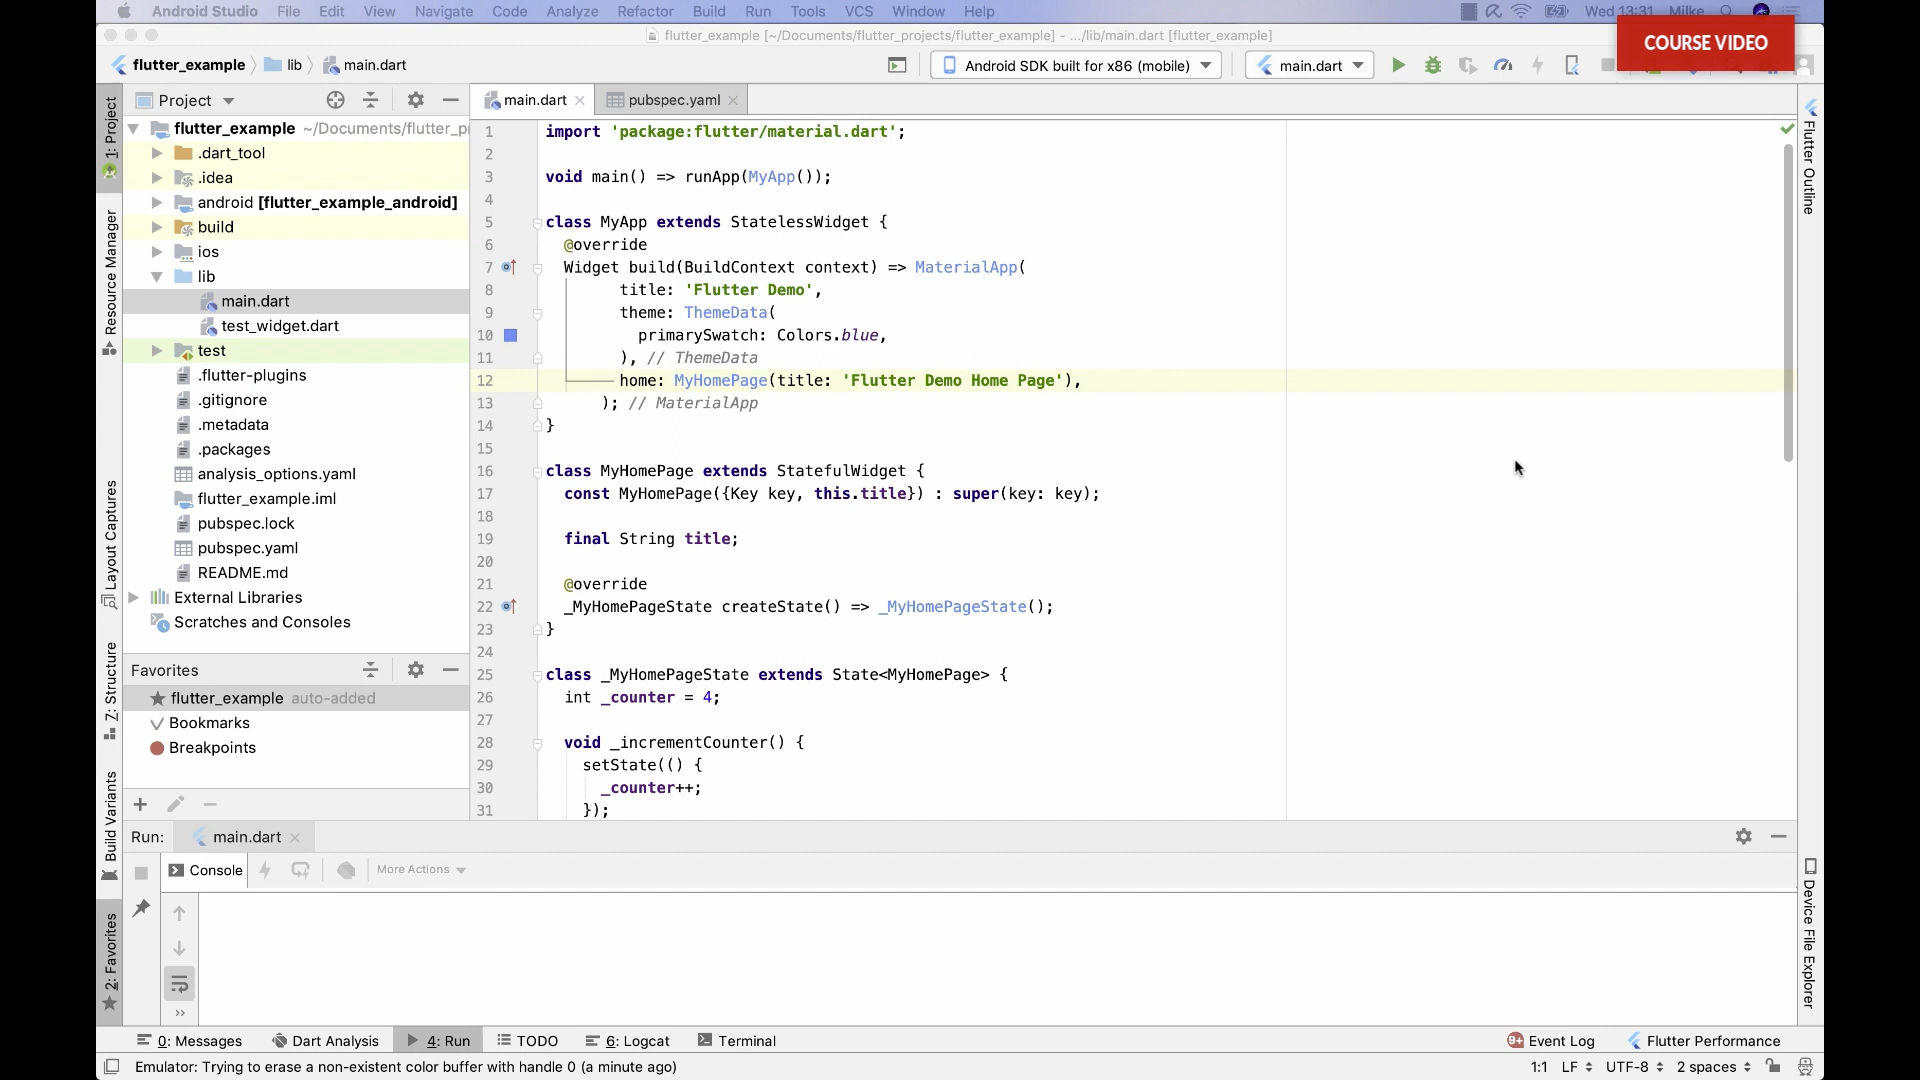 Android Studio File Edit View Navigate Code Analyze Refactor Build Run Tools VCS Window Help
Wed 13:31 Milke
flutter_example [~/Documents/flutter_projects/flutter_example] - .../lib/main.dart [flutter_example]
COURSE VIDEO
flutter_example lib main.dart
Android SDK built for x86 (mobile) main.dart
1: Project
Resource Manager
Layout Captures
7: Structure
Build Variants
2: Favorites
Project
flutter_example ~/Documents/flutter_p
.dart_tool
.idea
android [flutter_example_android]
build
ios
lib
main.dart
test_widget.dart
test
.flutter-plugins
.gitignore
.metadata
.packages
analysis_options.yaml
flutter_example.iml
pubspec.lock
pubspec.yaml
README.md
External Libraries
Scratches and Consoles
Favorites
flutter_example auto-added
Bookmarks
Breakpoints
main.dart pubspec.yaml
1 import 'package:flutter/material.dart';
2
3 void main() => runApp(MyApp());
4
5 class MyApp extends StatelessWidget {
6 @override
7 Widget build(BuildContext context) => MaterialApp(
8 title: 'Flutter Demo',
9 theme: ThemeData(
10 primarySwatch: Colors.blue,
11 ), // ThemeData
12 home: MyHomePage(title: 'Flutter Demo Home Page'),
13 ); // MaterialApp
14 }
15
16 class MyHomePage extends StatefulWidget {
17 const MyHomePage({Key key, this.title}) : super(key: key);
18
19 final String title;
20
21 @override
22 _MyHomePageState createState() => _MyHomePageState();
23 }
24
25 class _MyHomePageState extends State<MyHomePage> {
26 int _counter = 4;
27
28 void _incrementCounter() {
29 setState(() {
30 _counter++;
31 });
Flutter Outline
Device File Explorer
Run: main.dart
Console More Actions
0: Messages Dart Analysis 4: Run TODO 6: Logcat Terminal
9+ Event Log Flutter Performance
Emulator: Trying to erase a non-existent color buffer with handle 0 (a minute ago)
1:1 LF UTF-8 2 spaces